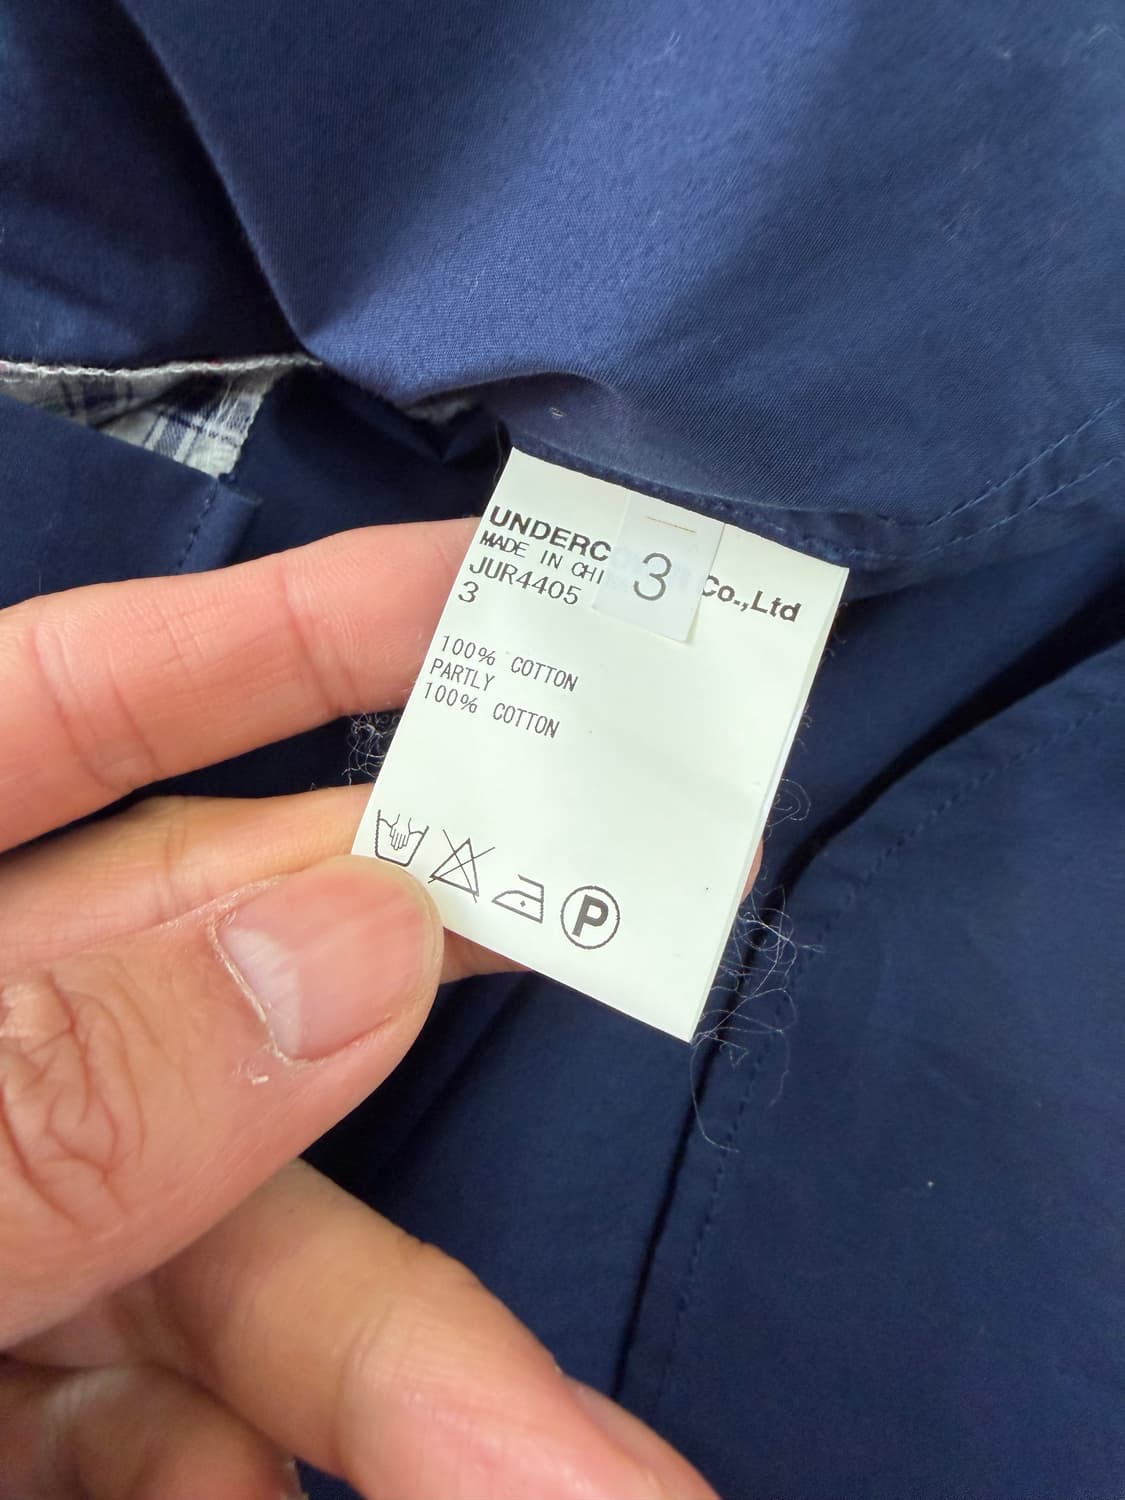 UNDERC Co.,Ltd
MADE IN CHI
JUR4405
3
3
100% COTTON
PARTLY
100% COTTON
P